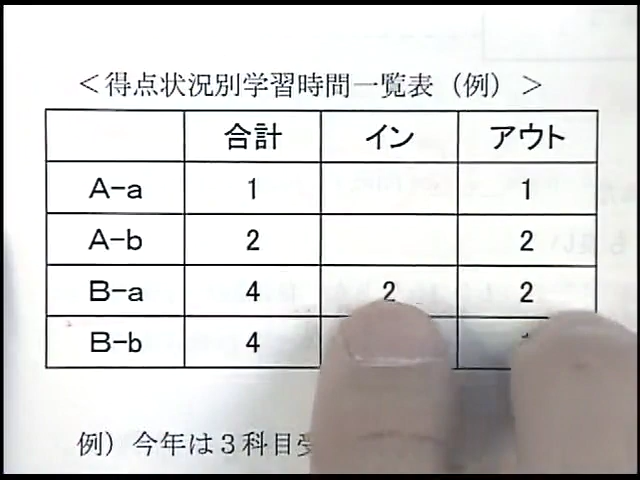 ＜得点状況別学習時間一覧表（例）＞
合計 イン アウト
A-a 1 1
A-b 2 2
B-a 4 2 2
B-b 4
例）今年は３科目